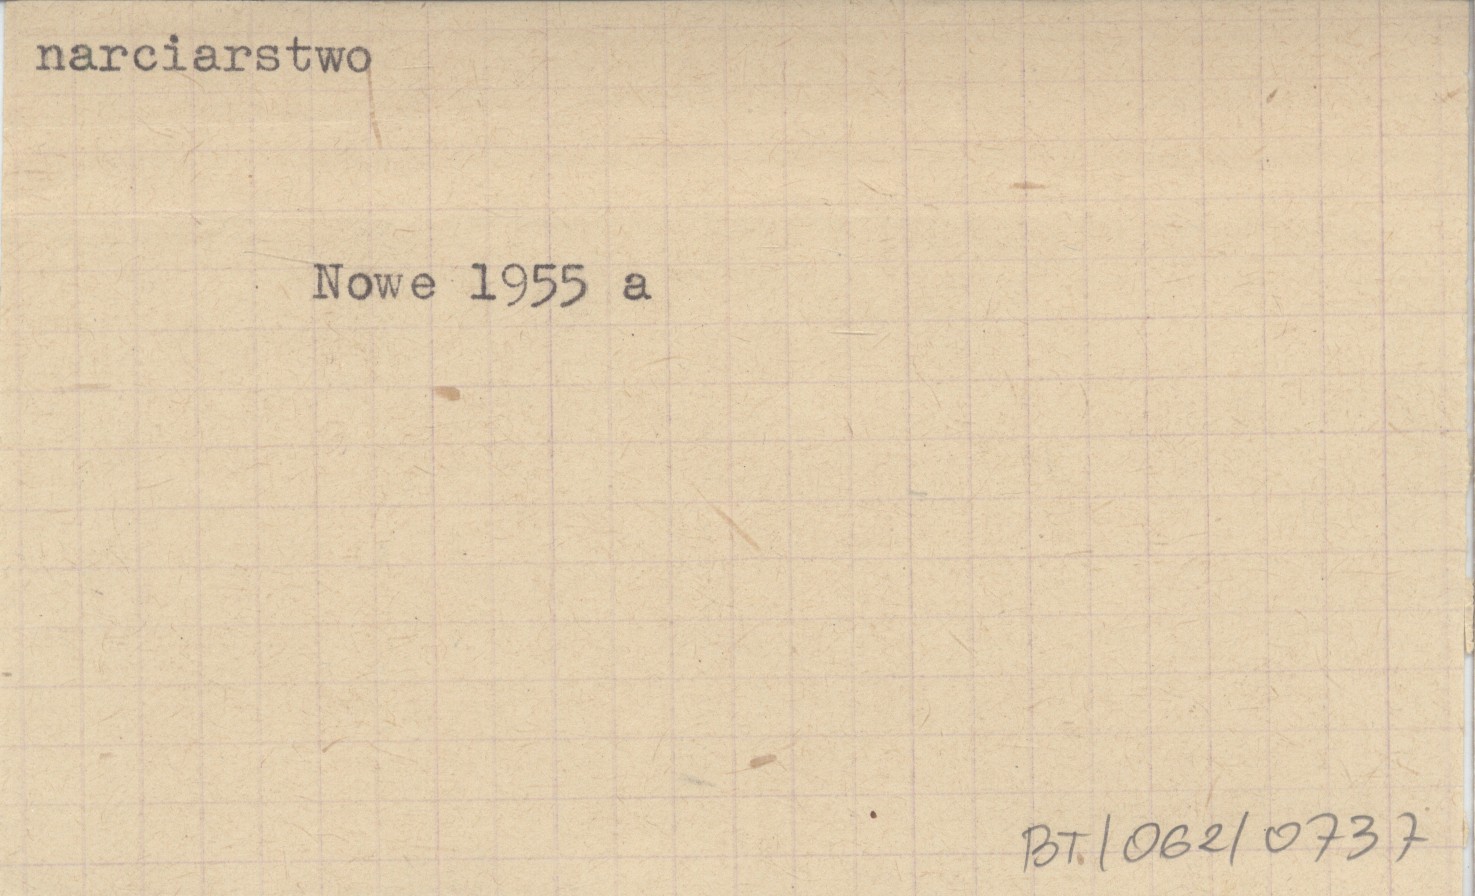 narciarstwo
Nowe 1955 a
BT/062/0737